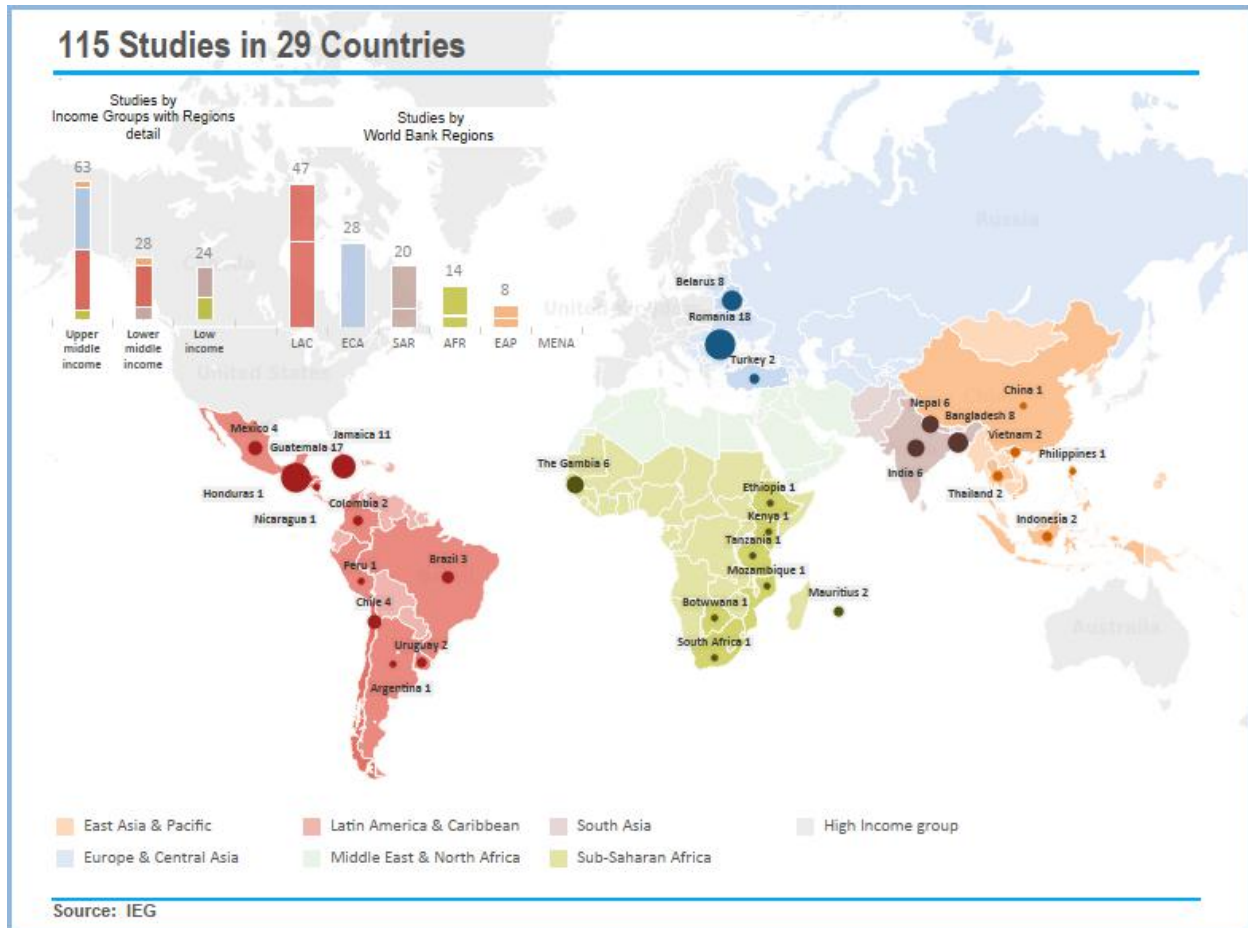 115 Studies in 29 Countries
Studies by
Income Groups with Regions
detail
63
28
24
Upper
middle
income
Lower
middle
income
Low
income
Studies by
World Bank Regions
47
28
20
14
8
LAC
ECA
SAR
AFR
EAP
MENA
Canada
United States
Russia
Australia
Belarus 8
Romania 18
Turkey 2
China 1
Nepal 6
Bangladesh 8
Vietnam 2
Philippines 1
India 6
Thailand 2
Indonesia 2
Mexico 4
Jamaica 11
Guatemala 17
Honduras 1
Nicaragua 1
Colombia 2
Peru 1
Brazil 3
Chile 4
Uruguay 2
Argentina 1
The Gambia 6
Ethiopia 1
Kenya 1
Tanzania 1
Mozambique 1
Mauritius 2
Botwwana 1
South Africa 1
East Asia & Pacific
Latin America & Caribbean
South Asia
High Income group
Europe & Central Asia
Middle East & North Africa
Sub-Saharan Africa
Source: IEG